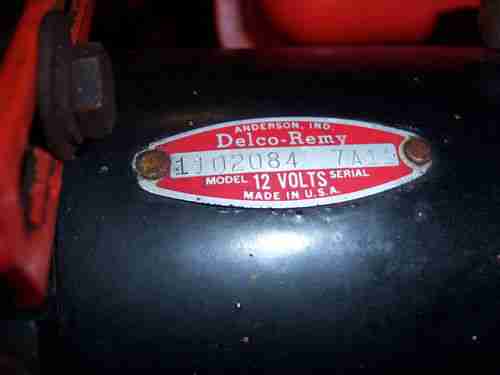 ANDERSON, IND.
Delco-Remy
1102084 7A1
MODEL 12 VOLTS SERIAL
MADE IN U.S.A.